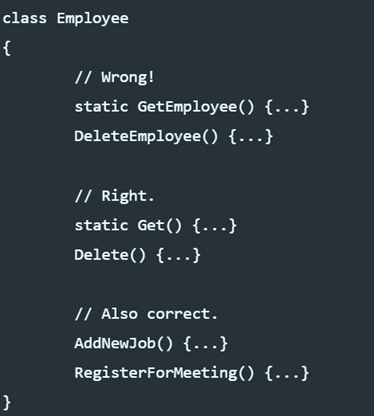 class Employee
{
        // Wrong!
        static GetEmployee() {...}
        DeleteEmployee() {...}

        // Right.
        static Get() {...}
        Delete() {...}

        // Also correct.
        AddNewJob() {...}
        RegisterForMeeting() {...}
}